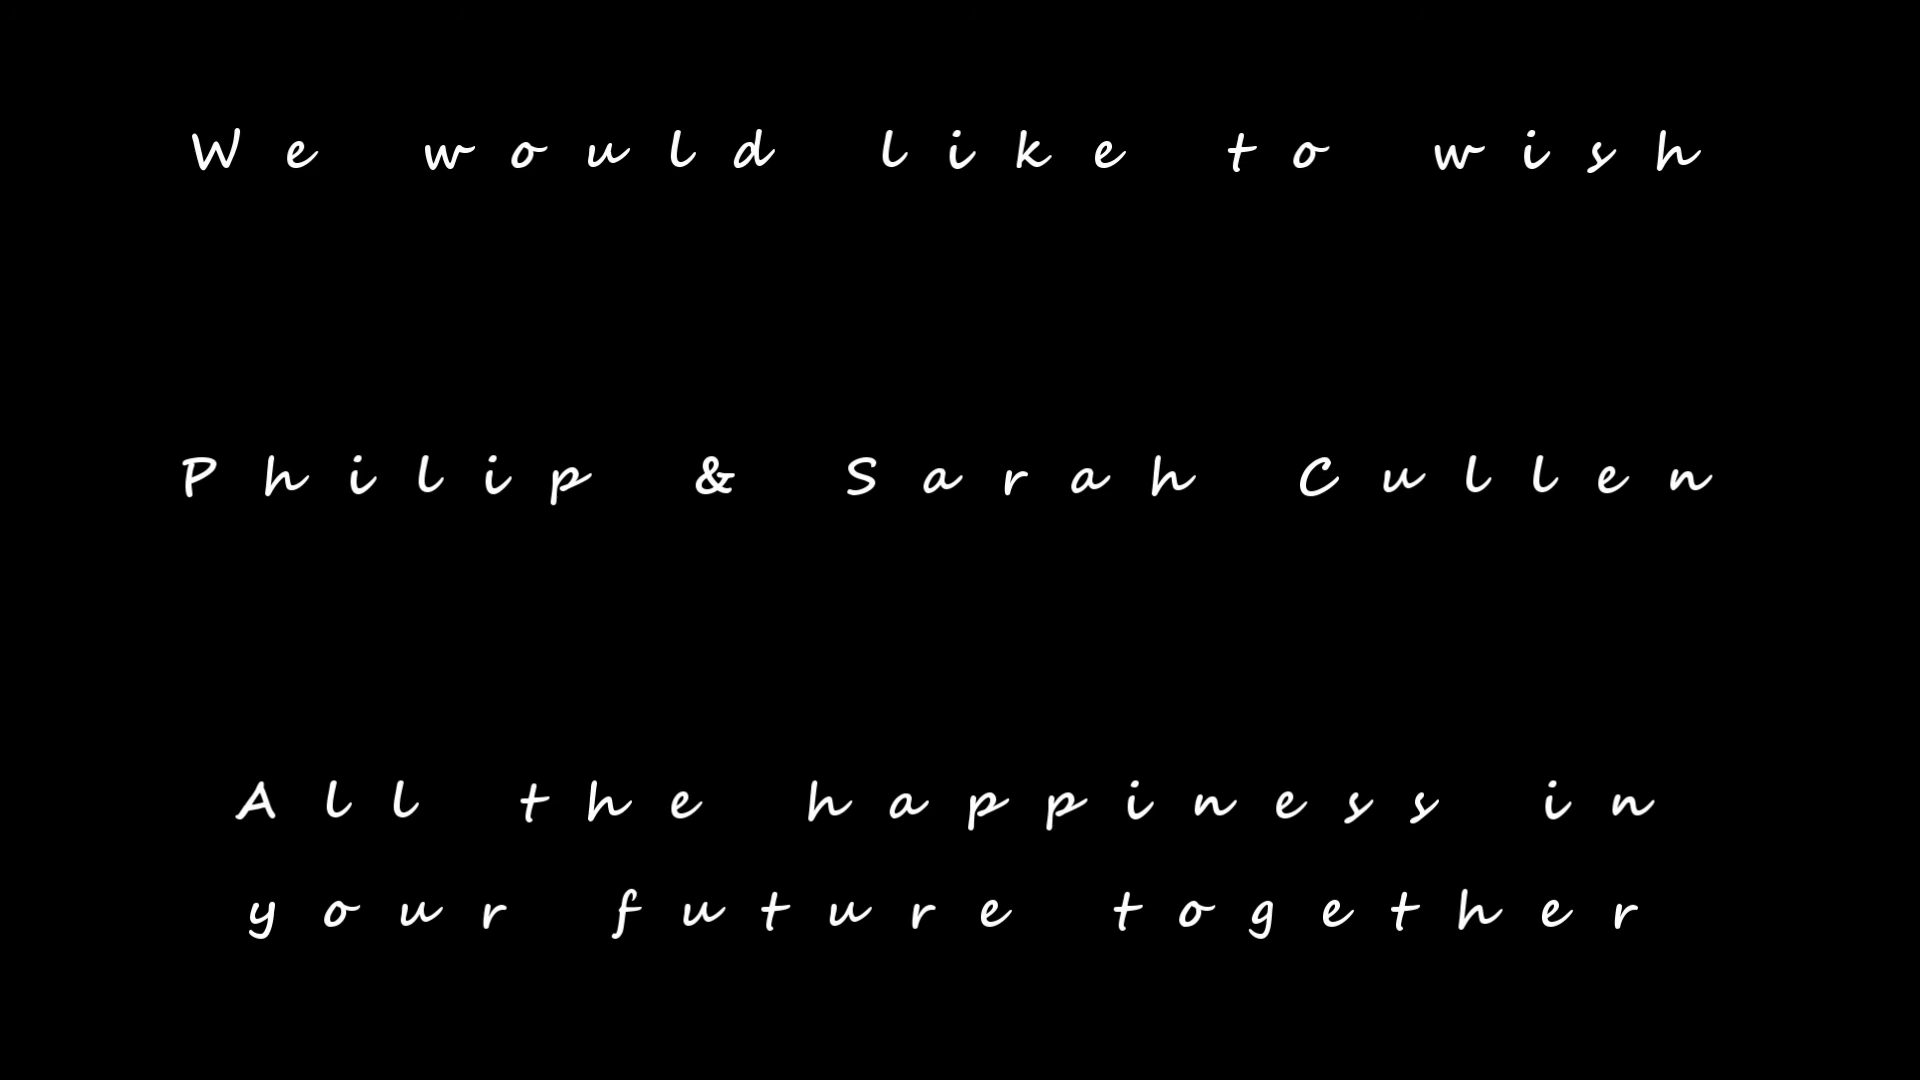 We would like to wish
Philip & Sarah Cullen
All the happiness in
your future together